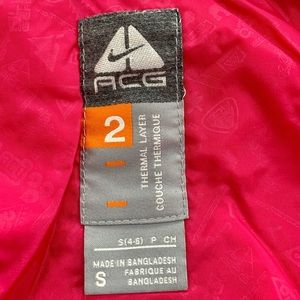 ACG
2
THERMAL LAYER
COUCHE THERMIQUE
S(4-6) P CH
MADE IN BANGLADESH
FABRIQUE AU
BANGLADESH
S